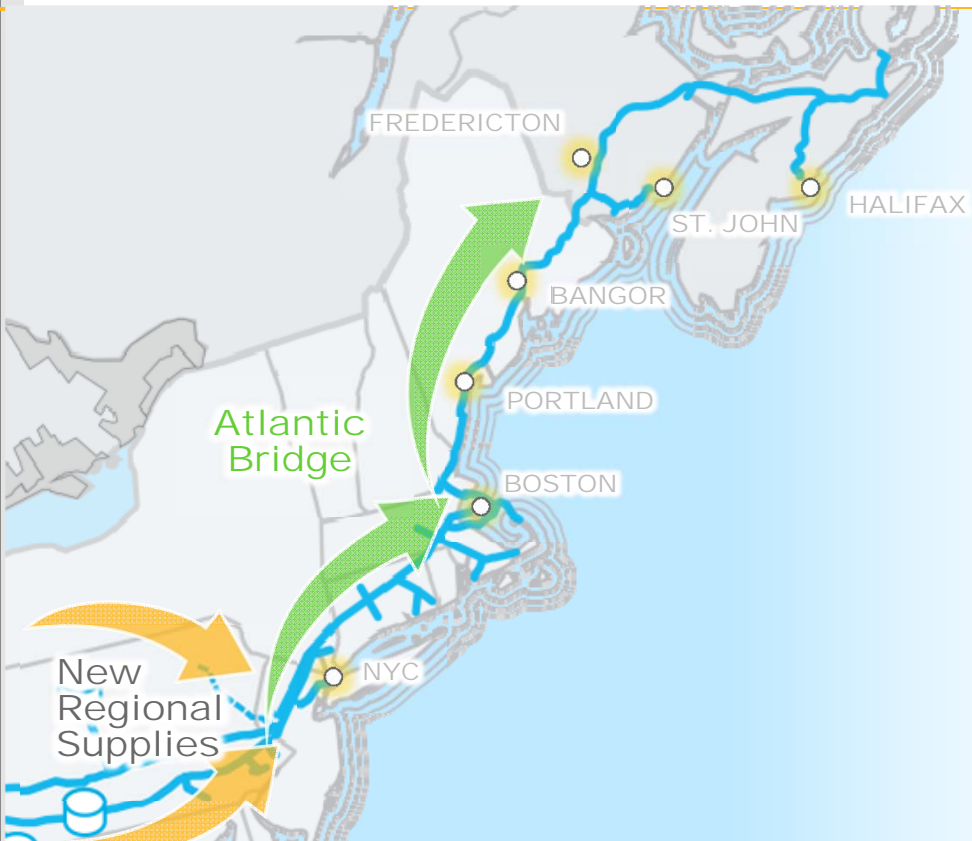 FREDERICTON
HALIFAX
ST. JOHN
BANGOR
PORTLAND
Atlantic
Bridge
BOSTON
NYC
New
Regional
Supplies